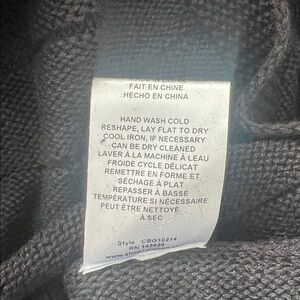 FAIT EN CHINE
HECHO EN CHINA
HAND WASH COLD
RESHAPE, LAY FLAT TO DRY
COOL IRON, IF NECESSARY
CAN BE DRY CLEANED
LAVER À LA MACHINE À LEAU
FROIDE CYCLE DÉLICAT
REMETTRE EN FORME ET
SÉCHAGE À PLAT
REPASSER À BASSE
TEMPÉRATURE SI NÉCESSAIRE
PEUT ÊTRE NETTOYÉ
À SEC
Style CBG10214
RN